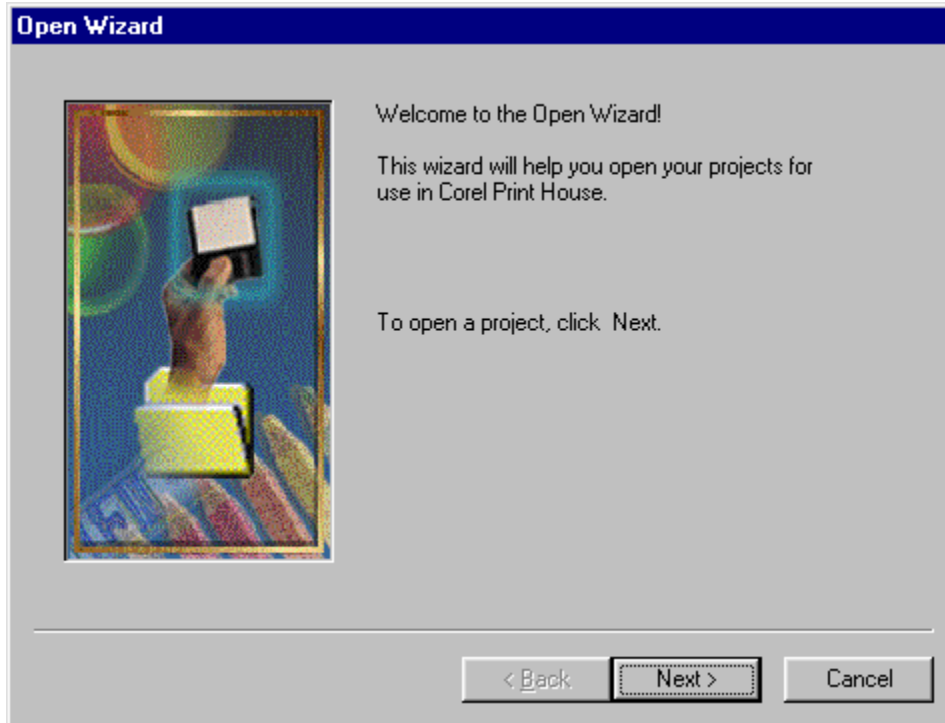 Open Wizard
Welcome to the Open Wizard!
This wizard will help you open your projects for
use in Corel Print House.
To open a project, click  Next.
< Back
Next >
Cancel